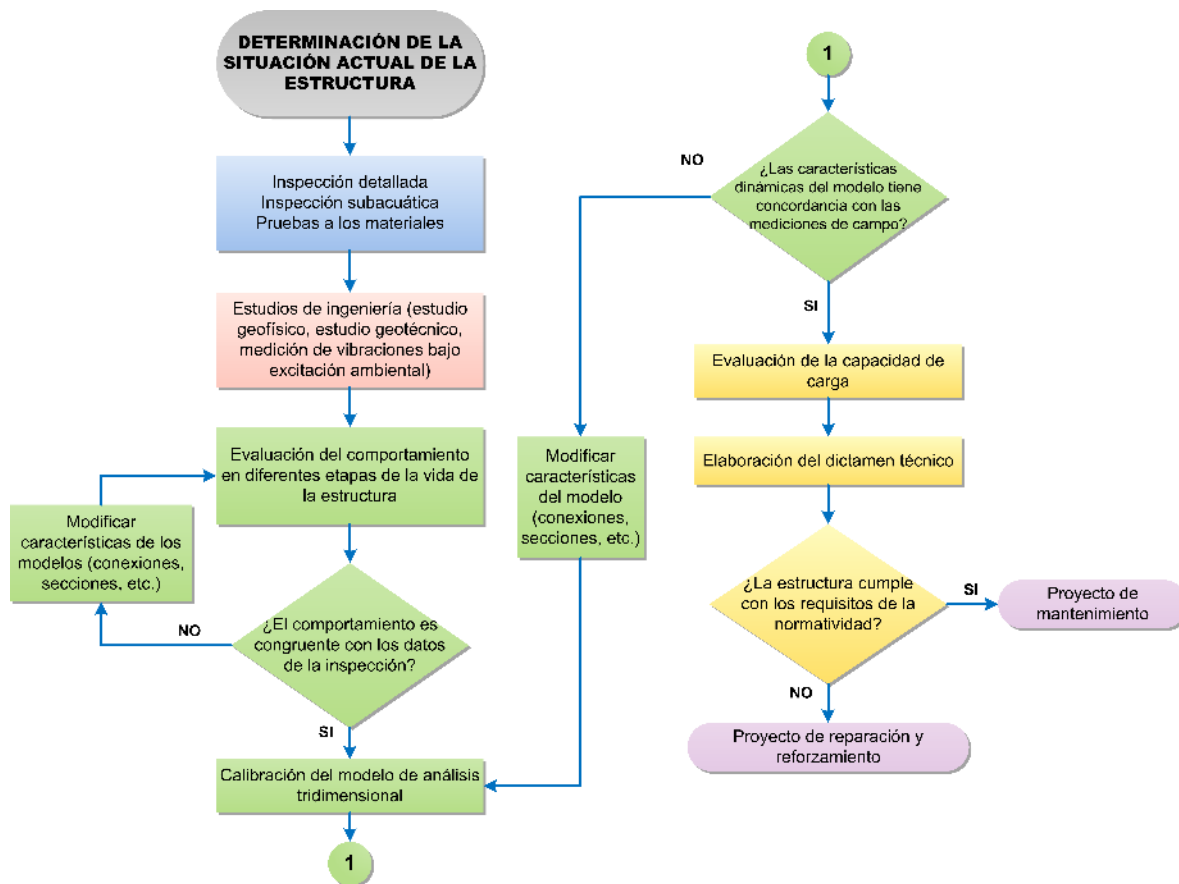 DETERMINACIÓN DE LA
SITUACIÓN ACTUAL DE LA
ESTRUCTURA
Inspección detallada
Inspección subacuática
Pruebas a los materiales
Estudios de ingeniería (estudio
geofísico, estudio geotécnico,
medición de vibraciones bajo
excitación ambiental)
Evaluación del comportamiento
en diferentes etapas de la vida de
la estructura
Modificar
características de los
modelos (conexiones,
secciones, etc.)
NO
¿El comportamiento es
congruente con los datos
de la inspección?
SI
Calibración del modelo de análisis
tridimensional
1
1
¿Las características
dinámicas del modelo tiene
concordancia con las
mediciones de campo?
NO
Modificar
características
del modelo
(conexiones,
secciones, etc.)
SI
Evaluación de la capacidad de
carga
Elaboración del dictamen técnico
¿La estructura cumple
con los requisitos de la
normatividad?
SI
Proyecto de
mantenimiento
NO
Proyecto de reparación y
reforzamiento